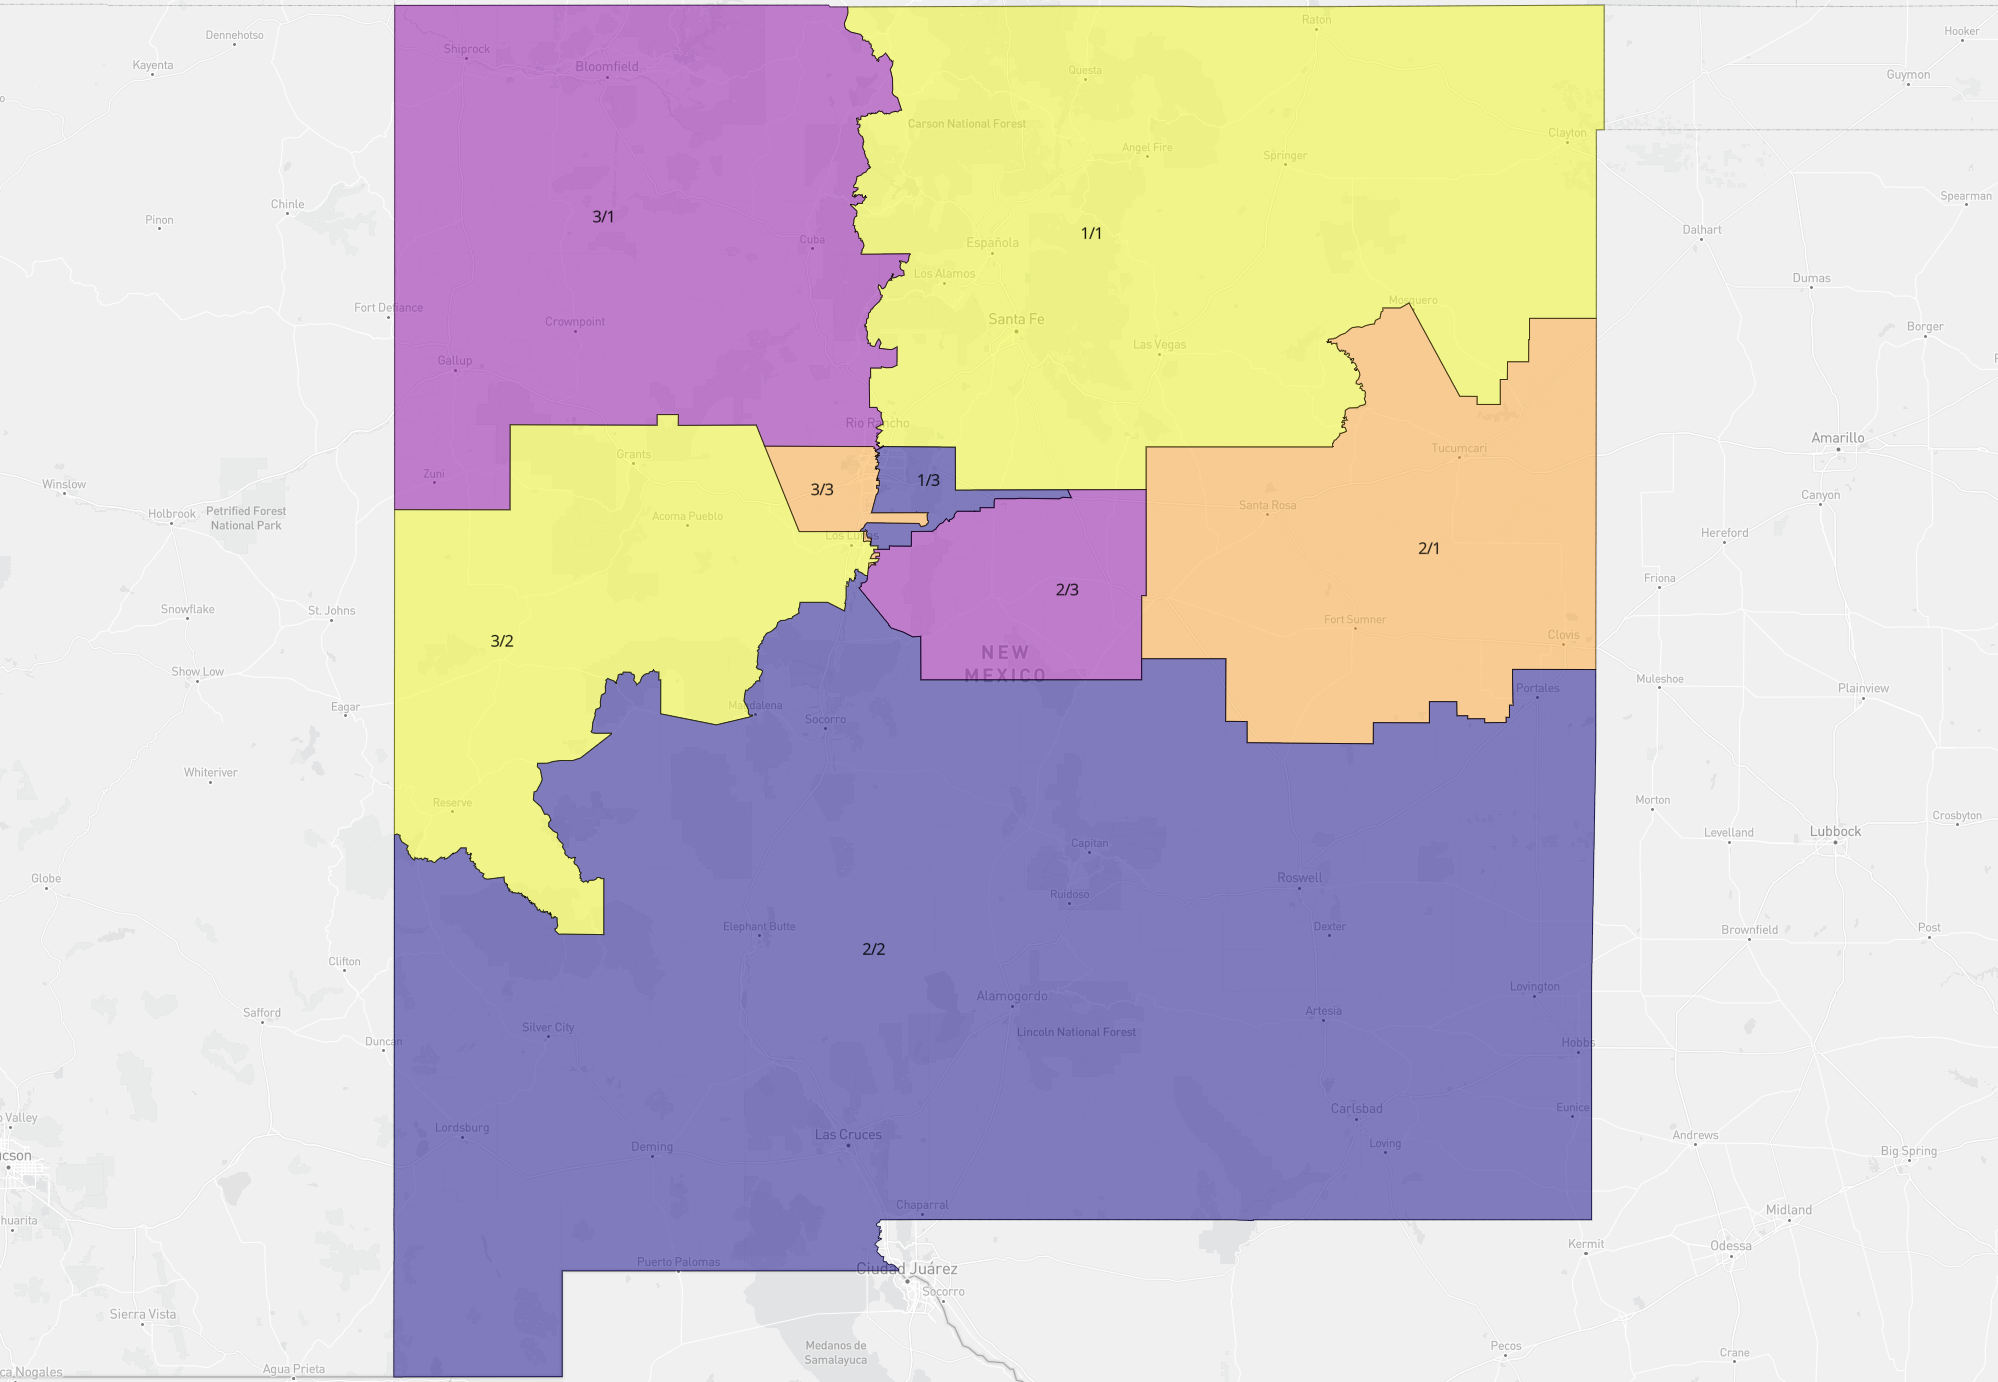 Dennehotso
Kayenta
Shiprock
Bloomfield
Raton
Questa
Hooker
Guymon
Carson National Forest
Angel Fire
Springer
Clayton
Pinon
Chinle
3/1
Cuba
1/1
Española
Los Alamos
Spearman
Dalhart
Dumas
Fort Defiance
Crownpoint
Gallup
Santa Fe
Las Vegas
Mosquero
Borger
Rio Rancho
Zuni
Grants
Winslow
Holbrook
Petrified Forest
National Park
3/3
1/3
Acoma Pueblo
Los Lunas
Santa Rosa
Tucumcari
2/1
Amarillo
Canyon
Hereford
Friona
Snowflake
St. Johns
3/2
2/3
NEW
MEXICO
Fort Sumner
Clovis
Show Low
Eagar
Magdalena
Socorro
Portales
Muleshoe
Plainview
Whiteriver
Reserve
Capitan
Ruidoso
Roswell
Morton
Levelland
Lubbock
Crosbyton
Globe
Elephant Butte
2/2
Dexter
Brownfield
Post
Clifton
Safford
Duncan
Silver City
Alamogordo
Lincoln National Forest
Artesia
Lovington
Hobbs
Valley
Lordsburg
Deming
Las Cruces
Carlsbad
Loving
Eunice
Andrews
Big Spring
ucson
huarita
Chaparral
Midland
Kermit
Odessa
Puerto Palomas
Ciudad Juárez
Socorro
Sierra Vista
Medanos de
Samalayuca
Pecos
Crane
ca Nogales
Agua Prieta